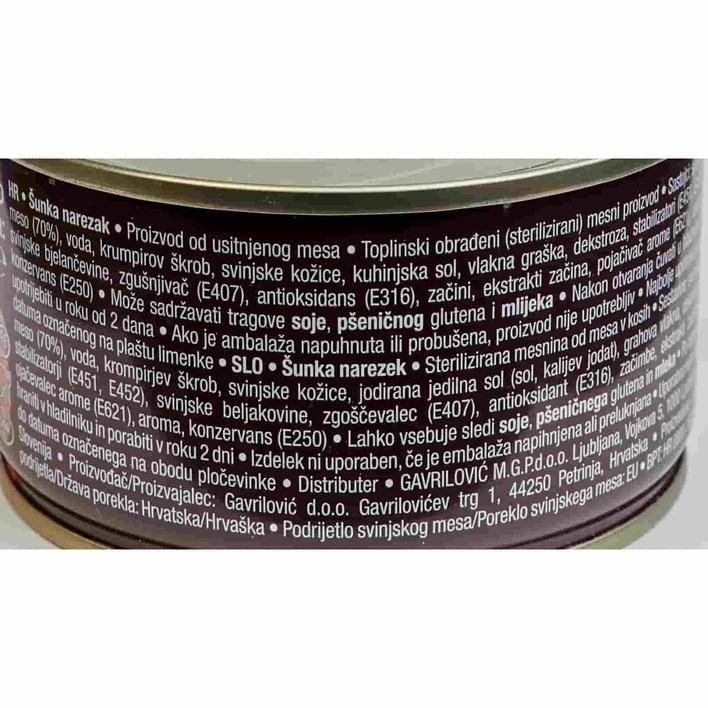 HR • Šunka narezak • Proizvod od usitnjenog mesa • Toplinski obrađeni (sterilizirani) mesni proizvod •
meso (70%), voda, krumpirov škrob, svinjske kožice, kuhinjska sol, vlakna graška, dekstroza, stabilizatori
svinjske bjelančevine, zgušnjivač (E407), antioksidans (E316), začini, ekstrakti začina, pojačivač arome
konzervans (E250) • Može sadržavati tragove soje, pšeničnog glutena i mlijeka • Nakon otvaranja čuvati u
upotrijebiti u roku od 2 dana • Ako je ambalaža napuhnuta ili probušena, proizvod nije upotrebljiv • Najbolje
datuma označenog na plaštu limenke • SLO • Šunka narezek • Sterilizirana mesnina od mesa v kosih •
meso (70%), voda, krompirjev škrob, svinjske kožice, jodirana jedilna sol (sol, kalijev jodat), grahova
stabilizatorji (E451, E452), svinjske beljakovine, zgoščevalec (E407), antioksidant (E316), začimbe,
ojačevalec arome (E621), aroma, konzervans (E250) • Lahko vsebuje sledi soje, pšeničnega glutena in mleka •
hraniti v hladilniku in porabiti v roku 2 dni • Izdelek ni uporaben, če je embalaža napihnjena ali preluknjana •
do datuma označenega na obodu pločevinke • Distributer • GAVRILOVIĆ M.G.P.d.o.o. Ljubljana, Vojkova 5,
Slovenija • Proizvođač/Proizvajalec: Gavrilović d.o.o. Gavrilovićev trg 1, 44250 Petrinja, Hrvatska •
podrijetla/Država porekla: Hrvatska/Hrvaška • Podrijetlo svinjskog mesa/Poreklo svinjskega mesa: EU •